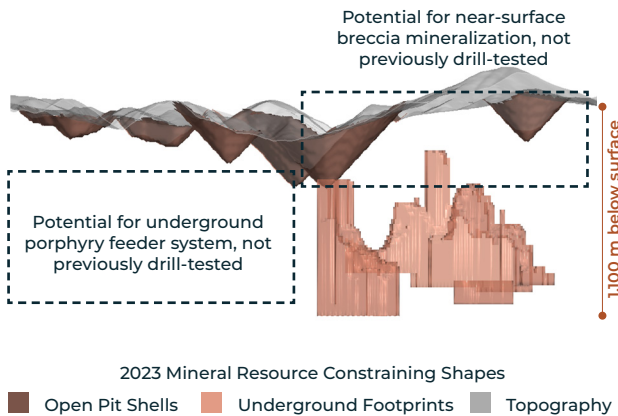 Potential for near-surface
breccia mineralization, not
previously drill-tested
Potential for underground
porphyry feeder system, not
previously drill-tested
1,100 m below surface
2023 Mineral Resource Constraining Shapes
Open Pit Shells
Underground Footprints
Topography